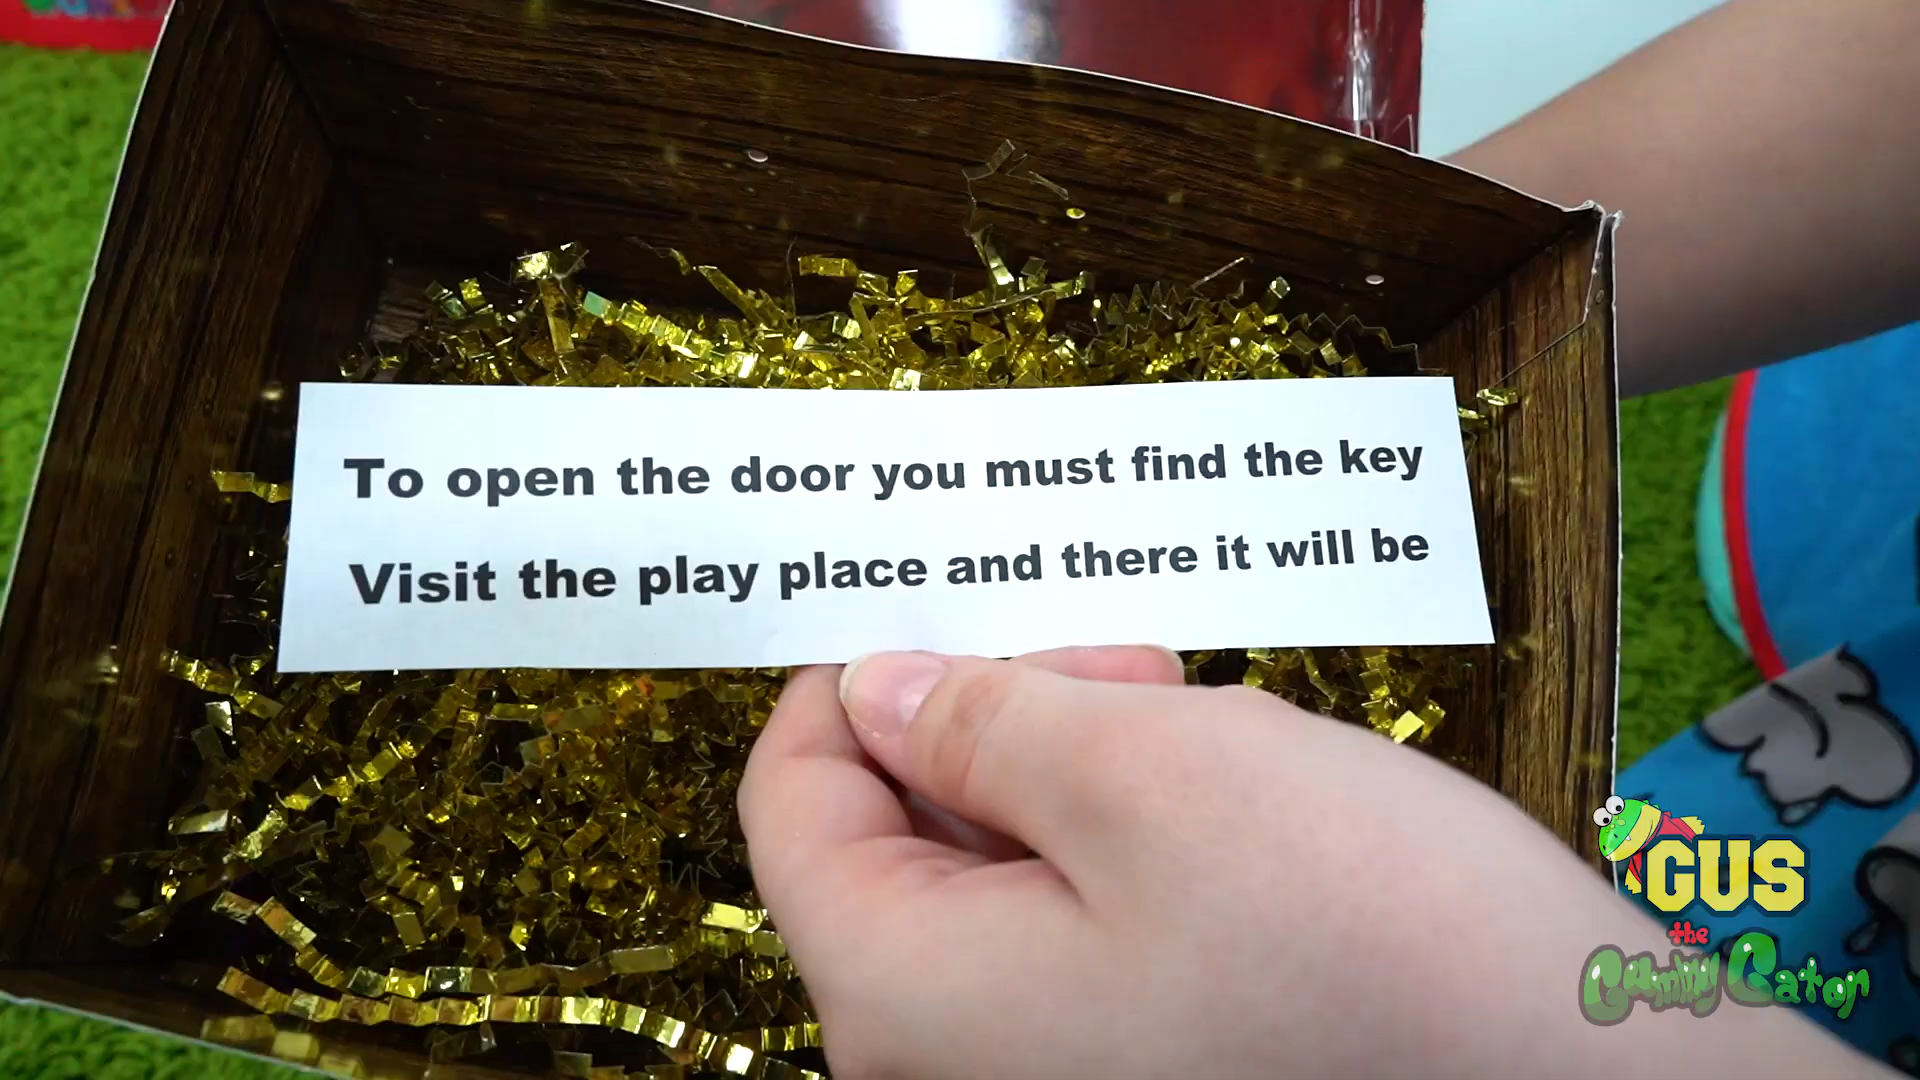 To open the door you must find the key
Visit the play place and there it will be
GUS
the
Gummy Gator